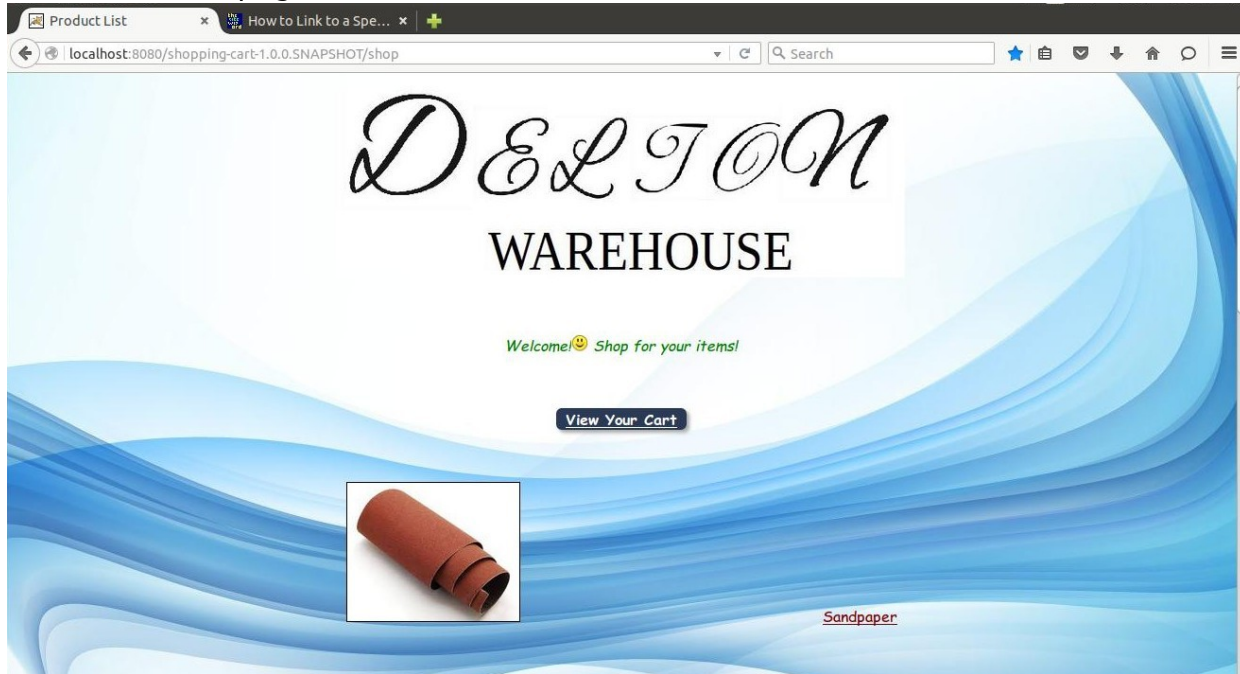 Product List
How to Link to a Spe...
localhost:8080/shopping-cart-1.0.0.SNAPSHOT/shop
Search
DELTON
WAREHOUSE
Welcome! Shop for your items!
View Your Cart
Sandpaper